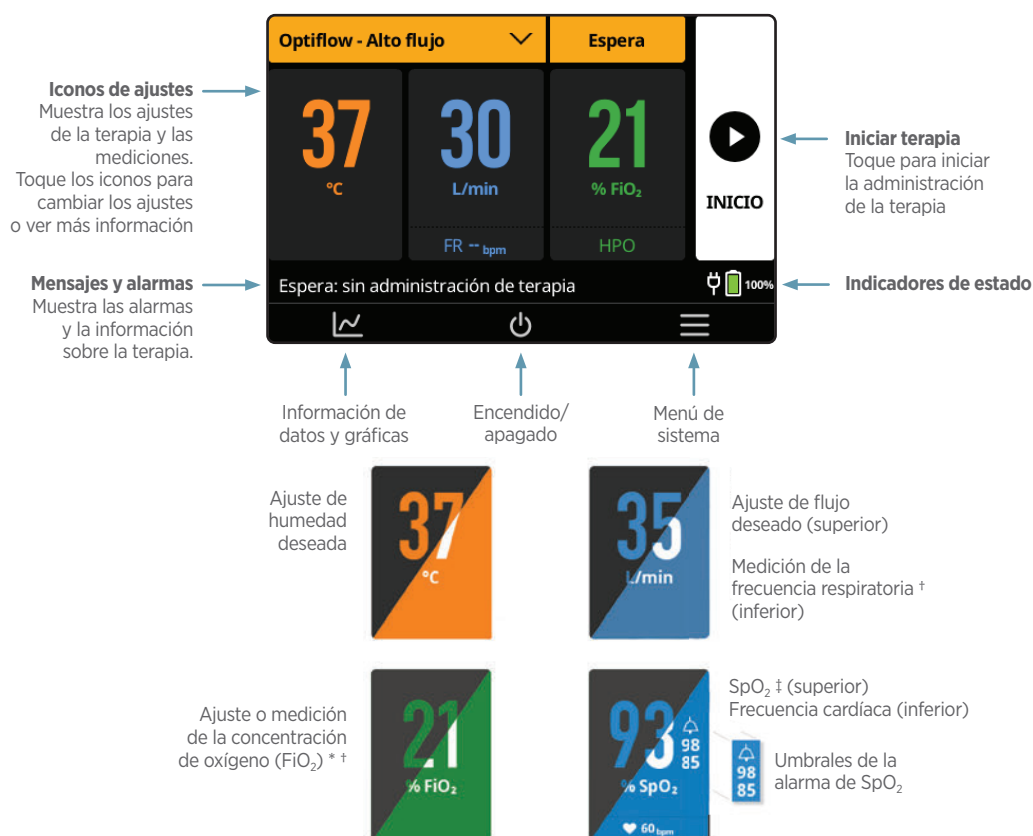 Optiflow - Alto flujo
Espera
37
°C
30
L/min
FR -- bpm
21
% FiO₂
HPO
INICIO
Espera: sin administración de terapia
100%
Iconos de ajustes
Muestra los ajustes
de la terapia y las
mediciones.
Toque los iconos para
cambiar los ajustes
o ver más información
Mensajes y alarmas
Muestra las alarmas
y la información
sobre la terapia.
Iniciar terapia
Toque para iniciar
la administración
de la terapia
Indicadores de estado
Información de
datos y gráficas
Encendido/
apagado
Menú de
sistema
Ajuste de
humedad
deseada
37
°C
35
L/min
Ajuste de flujo
deseado (superior)
Medición de la
frecuencia respiratoria †
(inferior)
Ajuste o medición
de la concentración
de oxígeno (FiO₂) * †
21
% FiO₂
93
98
85
% SpO₂
60 bpm
SpO₂ ‡ (superior)
Frecuencia cardíaca (inferior)
98
85
Umbrales de la
alarma de SpO₂